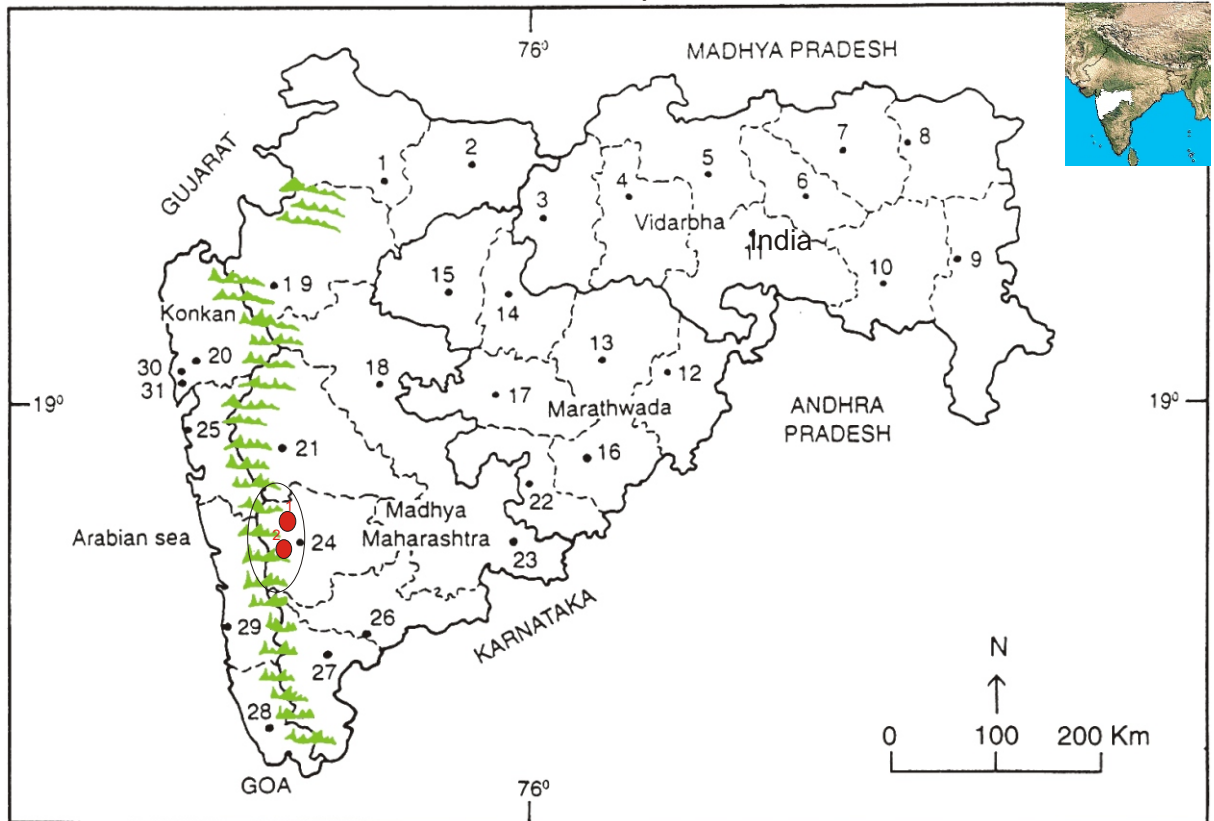 76⁰
MADHYA PRADESH
GUJARAT
1
2
3
4
5
6
7
8
Vidarbha
India
11
9
10
Konkan
19
15
14
13
12
20
30
31
18
17
Marathwada
19⁰
19⁰
ANDHRA
PRADESH
25
21
16
22
Madhya
Maharashtra
Arabian sea
1
2
24
23
KARNATAKA
29
26
27
28
GOA
76⁰
N
0 100 200 Km